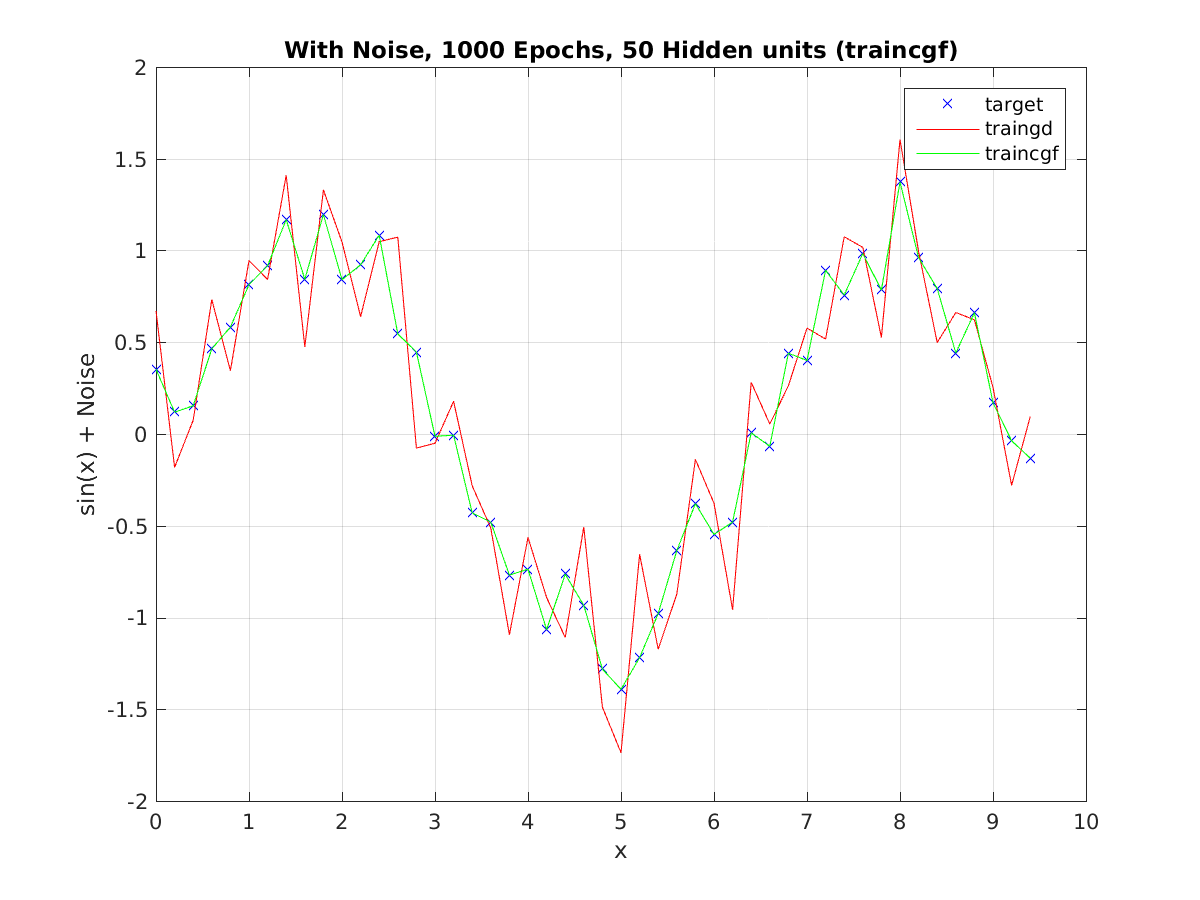 With Noise, 1000 Epochs, 50 Hidden units (traincgf)
target
traingd
traincgf
2
1.5
1
0.5
0
-0.5
-1
-1.5
-2
sin(x) + Noise
0 1 2 3 4 5 6 7 8 9 10
x